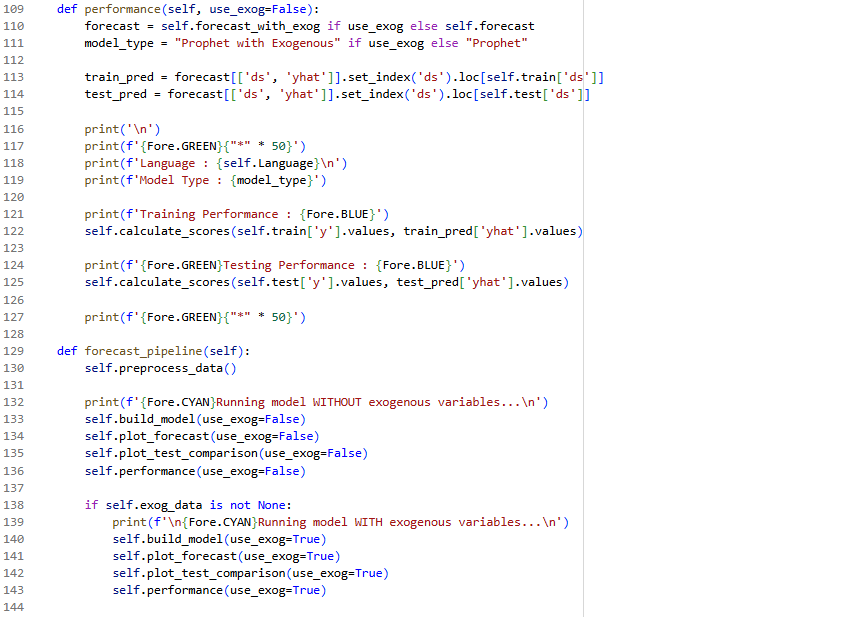 109     def performance(self, use_exog=False):
110         forecast = self.forecast_with_exog if use_exog else self.forecast
111         model_type = "Prophet with Exogenous" if use_exog else "Prophet"
112
113         train_pred = forecast[['ds', 'yhat']].set_index('ds').loc[self.train['ds']]
114         test_pred = forecast[['ds', 'yhat']].set_index('ds').loc[self.test['ds']]
115
116         print('\n')
117         print(f'{Fore.GREEN}{"*" * 50}')
118         print(f'Language : {self.Language}\n')
119         print(f'Model Type : {model_type}')
120
121         print(f'Training Performance : {Fore.BLUE}')
122         self.calculate_scores(self.train['y'].values, train_pred['yhat'].values)
123
124         print(f'{Fore.GREEN}Testing Performance : {Fore.BLUE}')
125         self.calculate_scores(self.test['y'].values, test_pred['yhat'].values)
126
127         print(f'{Fore.GREEN}{"*" * 50}')
128
129     def forecast_pipeline(self):
130         self.preprocess_data()
131
132         print(f'{Fore.CYAN}Running model WITHOUT exogenous variables...\n')
133         self.build_model(use_exog=False)
134         self.plot_forecast(use_exog=False)
135         self.plot_test_comparison(use_exog=False)
136         self.performance(use_exog=False)
137
138         if self.exog_data is not None:
139             print(f'\n{Fore.CYAN}Running model WITH exogenous variables...\n')
140             self.build_model(use_exog=True)
141             self.plot_forecast(use_exog=True)
142             self.plot_test_comparison(use_exog=True)
143             self.performance(use_exog=True)
144